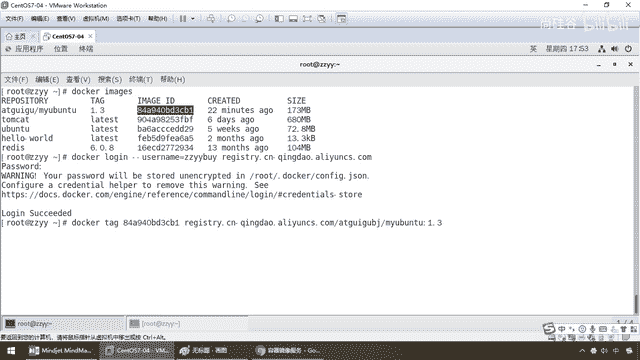 CentOS7-04 - VMware Workstation
文件(F) 编辑(E) 查看(V) 虚拟机(M) 选项卡(T) 帮助(H)
尚硅谷 bilibili
主页 CentOS7-04
应用程序 位置 终端 英 星期四 17:53
root@zzyy:~
文件(F) 编辑(E) 查看(V) 搜索(S) 终端(T) 帮助(H)
[root@zzyy ~]# docker images
REPOSITORY TAG IMAGE ID CREATED SIZE
atguigu/myubuntu 1.3 84a940bd3cb1 22 minutes ago 173MB
tomcat latest 904a98253fbf 6 days ago 680MB
ubuntu latest ba6acccedd29 5 weeks ago 72.8MB
hello-world latest feb5d9fea6a5 2 months ago 13.3kB
redis 6.0.8 16ecd2772934 13 months ago 104MB
[root@zzyy ~]# docker login --username=zzyybuy registry.cn-qingdao.aliyuncs.com
Password:
WARNING! Your password will be stored unencrypted in /root/.docker/config.json.
Configure a credential helper to remove this warning. See
https://docs.docker.com/engine/reference/commandline/login/#credentials-store
Login Succeeded
[root@zzyy ~]# docker tag 84a940bd3cb1 registry.cn-qingdao.aliyuncs.com/atguigubj/myubuntu:1.3
root@zzyy:~ [root@zzyy:~] 1 / 4
要返回到您的计算机，请将鼠标指针从虚拟机中移出或按 Ctrl+Alt。
Mindjet MindMa... CentOS7-04 - VM... 无标题 - 画图 容器镜像服务 - Go... 17:53